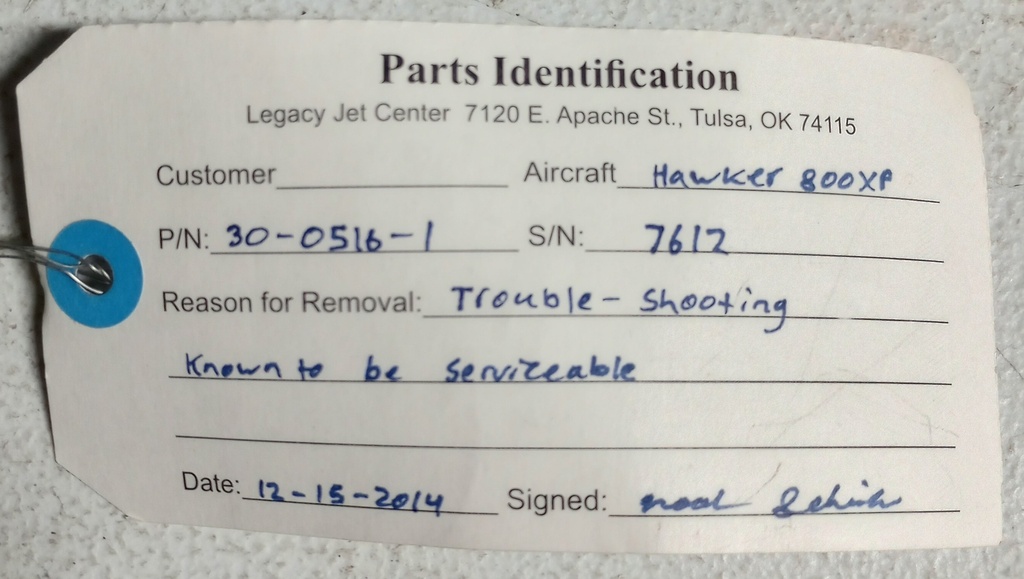 Parts Identification
Legacy Jet Center 7120 E. Apache St., Tulsa, OK 74115
Customer Aircraft Hawker 800XP
P/N: 30-0516-1 S/N: 7612
Reason for Removal: Trouble-Shooting
Known to be serviceable
Date: 12-15-2014 Signed: